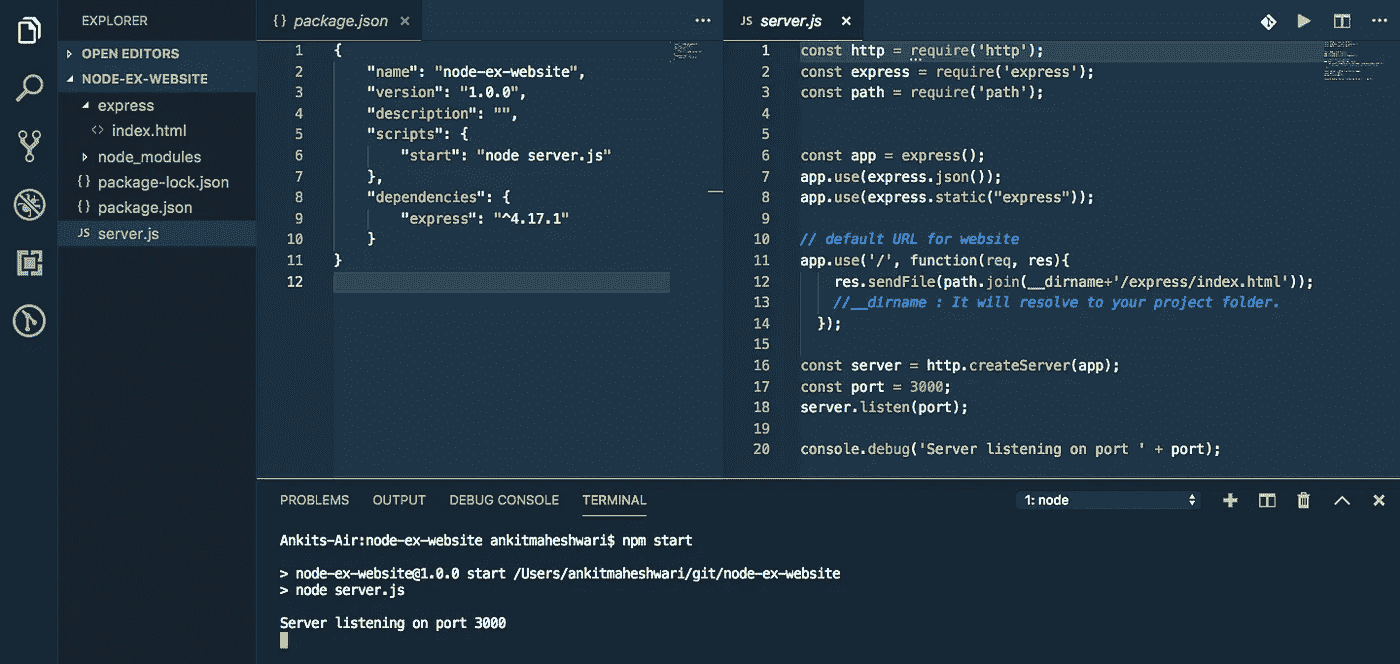 EXPLORER
OPEN EDITORS
NODE-EX-WEBSITE
express
<> index.html
node_modules
{ } package-lock.json
{ } package.json
JS server.js
{ } package.json ×
1 {
2 "name": "node-ex-website",
3 "version": "1.0.0",
4 "description": "",
5 "scripts": {
6 "start": "node server.js"
7 },
8 "dependencies": {
9 "express": "^4.17.1"
10 }
11 }
12
JS server.js ×
1 const http = require('http');
2 const express = require('express');
3 const path = require('path');
4
5
6 const app = express();
7 app.use(express.json());
8 app.use(express.static("express"));
9
10 // default URL for website
11 app.use('/', function(req, res){
12 res.sendFile(path.join(__dirname+'/express/index.html'));
13 //__dirname : It will resolve to your project folder.
14 });
15
16 const server = http.createServer(app);
17 const port = 3000;
18 server.listen(port);
19
20 console.debug('Server listening on port ' + port);
PROBLEMS OUTPUT DEBUG CONSOLE TERMINAL 1: node
Ankits-Air:node-ex-website ankitmaheshwari$ npm start
> node-ex-website@1.0.0 start /Users/ankitmaheshwari/git/node-ex-website
> node server.js
Server listening on port 3000